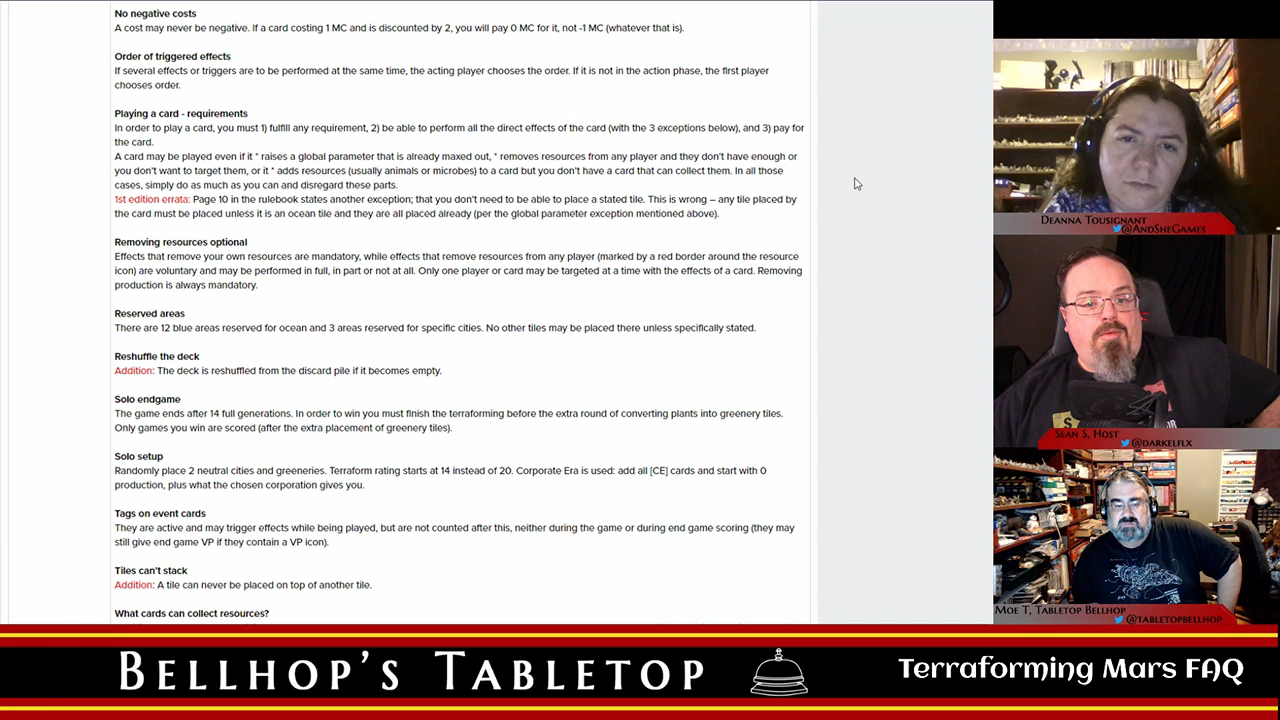 No negative costs
A cost may never be negative. If a card costing 1 MC and is discounted by 2, you will pay 0 MC for it, not -1 MC (whatever that is).
Order of triggered effects
If several effects or triggers are to be performed at the same time, the acting player chooses the order. If it is not in the action phase, the first player
chooses order.
Playing a card - requirements
In order to play a card, you must 1) fulfill any requirement, 2) be able to perform all the direct effects of the card (with the 3 exceptions below), and 3) pay for
the card.
A card may be played even if it * raises a global parameter that is already maxed out, * removes resources from any player and they don't have enough or
you don't want to target them, or it * adds resources (usually animals or microbes) to a card but you don't have a card that can collect them. In all those
cases, simply do as much as you can and disregard these parts.
1st edition errata: Page 10 in the rulebook states another exception; that you don't need to be able to place a stated tile. This is wrong – any tile placed by
the card must be placed unless it is an ocean tile and they are all placed already (per the global parameter exception mentioned above).
Removing resources optional
Effects that remove your own resources are mandatory, while effects that remove resources from any player (marked by a red border around the resource
icon) are voluntary and may be performed in full, in part or not at all. Only one player or card may be targeted at a time with the effects of a card. Removing
production is always mandatory.
Reserved areas
There are 12 blue areas reserved for ocean and 3 areas reserved for specific cities. No other tiles may be placed there unless specifically stated.
Reshuffle the deck
Addition: The deck is reshuffled from the discard pile if it becomes empty.
Solo endgame
The game ends after 14 full generations. In order to win you must finish the terraforming before the extra round of converting plants into greenery tiles.
Only games you win are scored (after the extra placement of greenery tiles).
Solo setup
Randomly place 2 neutral cities and greeneries. Terraform rating starts at 14 instead of 20. Corporate Era is used: add all [CE] cards and start with 0
production, plus what the chosen corporation gives you.
Tags on event cards
They are active and may trigger effects while being played, but are not counted after this, neither during the game or during end game scoring (they may
still give end game VP if they contain a VP icon).
Tiles can't stack
Addition: A tile can never be placed on top of another tile.
What cards can collect resources?
Deanna Tousignant
@AndSheGames
Sean S, Host
@darkelflx
Moe T, Tabletop Bellhop
@tabletopbellhop
Bellhop's Tabletop
Terraforming Mars FAQ